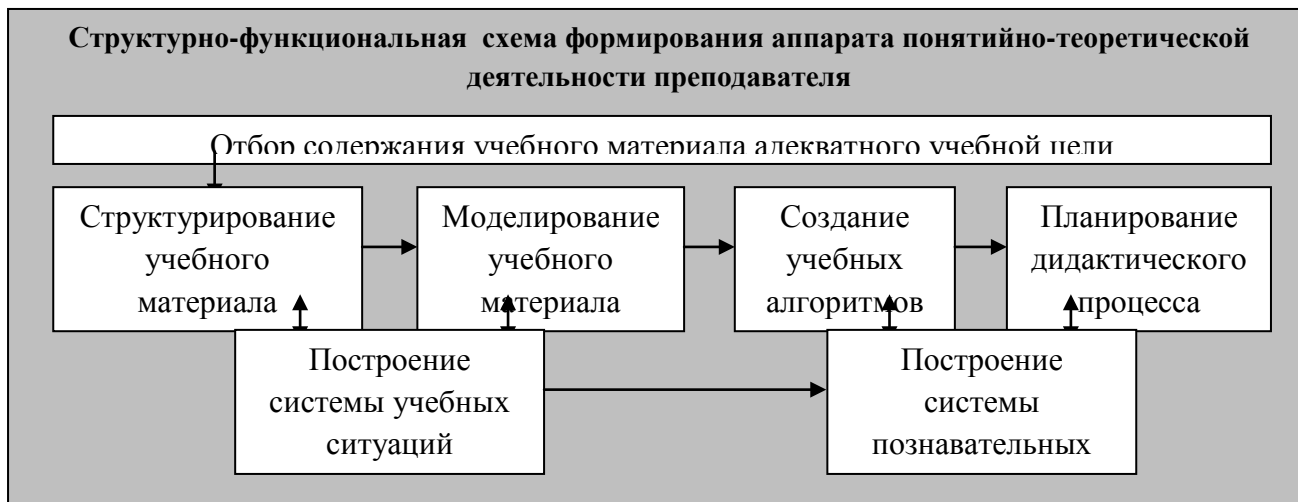 Структурно-функциональная схема формирования аппарата понятийно-теоретической
деятельности преподавателя
Отбор содержания учебного материала адекватного учебной цели
Структурирование
учебного
материала
Моделирование
учебного
материала
Создание
учебных
алгоритмов
Планирование
дидактического
процесса
Построение
системы учебных
ситуаций
Построение
системы
познавательных